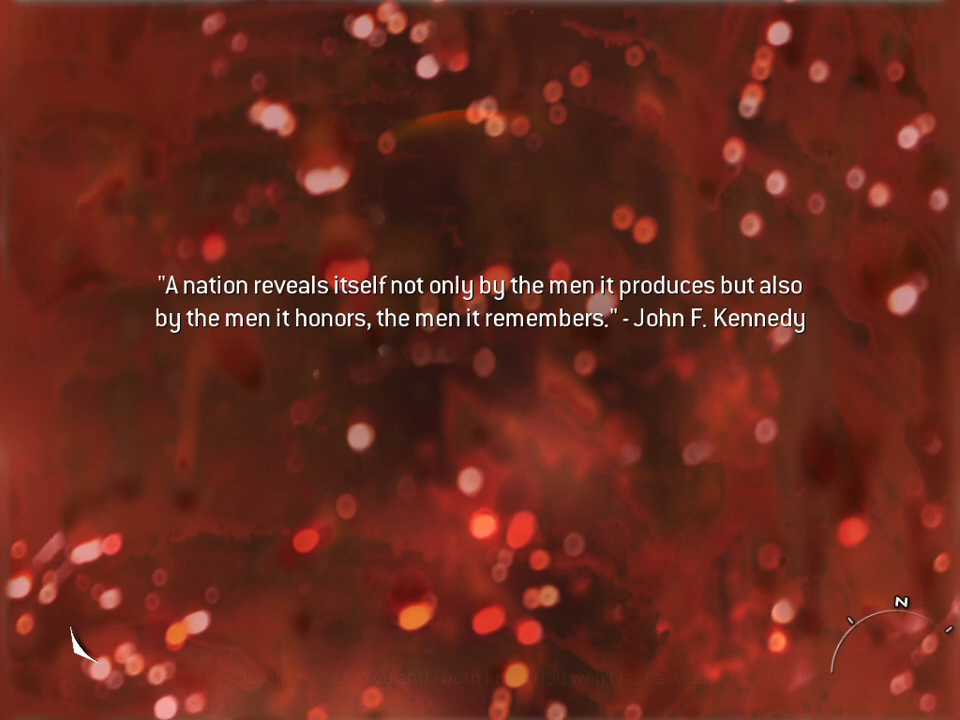 "A nation reveals itself not only by the men it produces but also
by the men it honors, the men it remembers." - John F. Kennedy
N